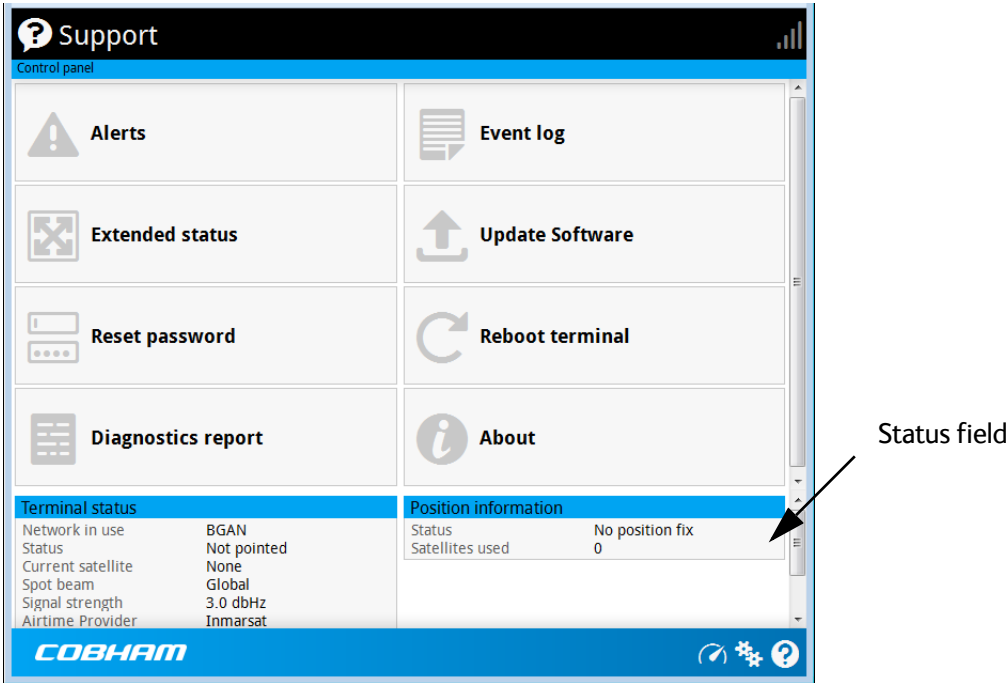 Support
Control panel
Alerts
Event log
Extended status
Update Software
Reset password
Reboot terminal
Diagnostics report
About
Status field
Terminal status
Network in use BGAN
Status Not pointed
Current satellite None
Spot beam Global
Signal strength 3.0 dbHz
Airtime Provider Inmarsat
Position information
Status No position fix
Satellites used 0
COBHAM